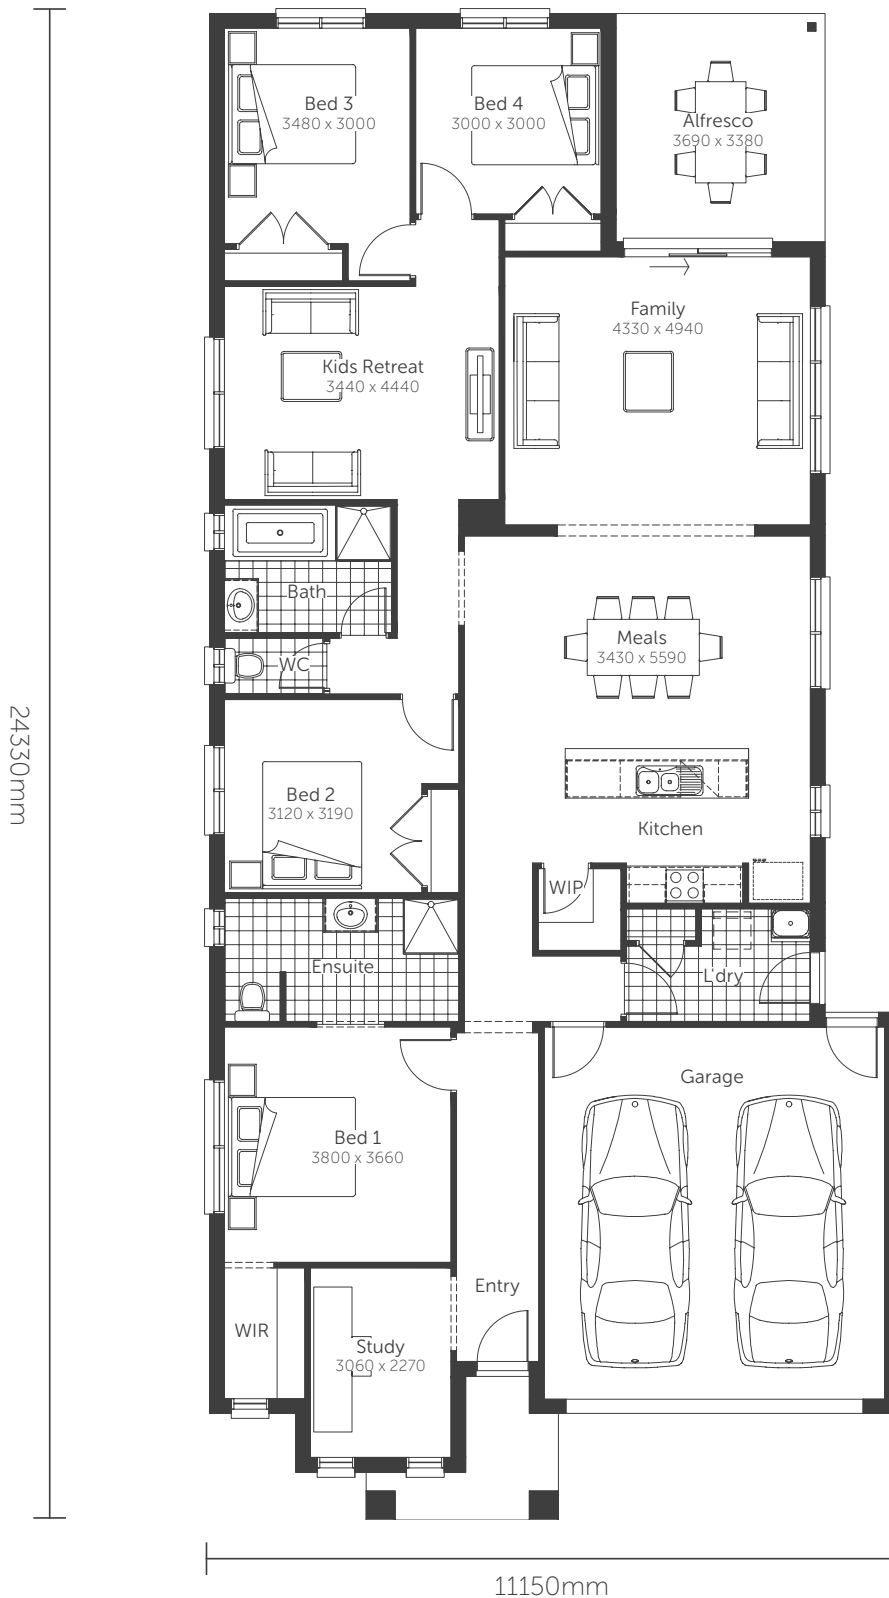 Bed 3
3480 x 3000
Bed 4
3000 x 3000
Alfresco
3690 x 3380
Family
4330 x 4940
Kids Retreat
3440 x 4440
Bath
WC
Meals
3430 x 5590
24330mm
Bed 2
3120 x 3190
Kitchen
WIP
Ensuite
L'dry
Garage
Bed 1
3800 x 3660
Entry
WIR
Study
3060 x 2270
11150mm